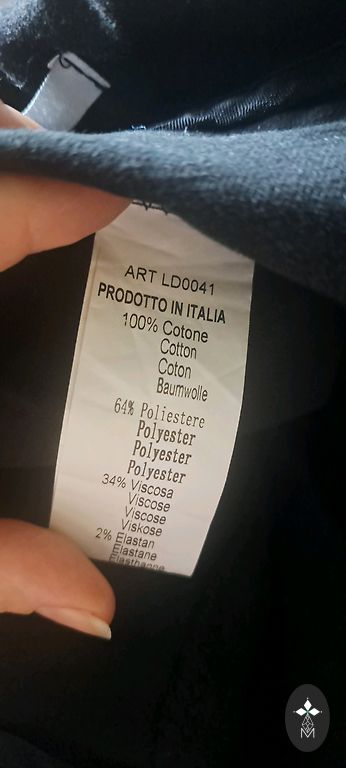 ART LD0041
PRODOTTO IN ITALIA
100% Cotone
Cotton
Coton
Baumwolle
64% Poliestere
Polyester
Polyester
Polyester
34% Viscosa
Viscose
Viscose
Viskose
2% Elastan
Elastane
Elasthanne